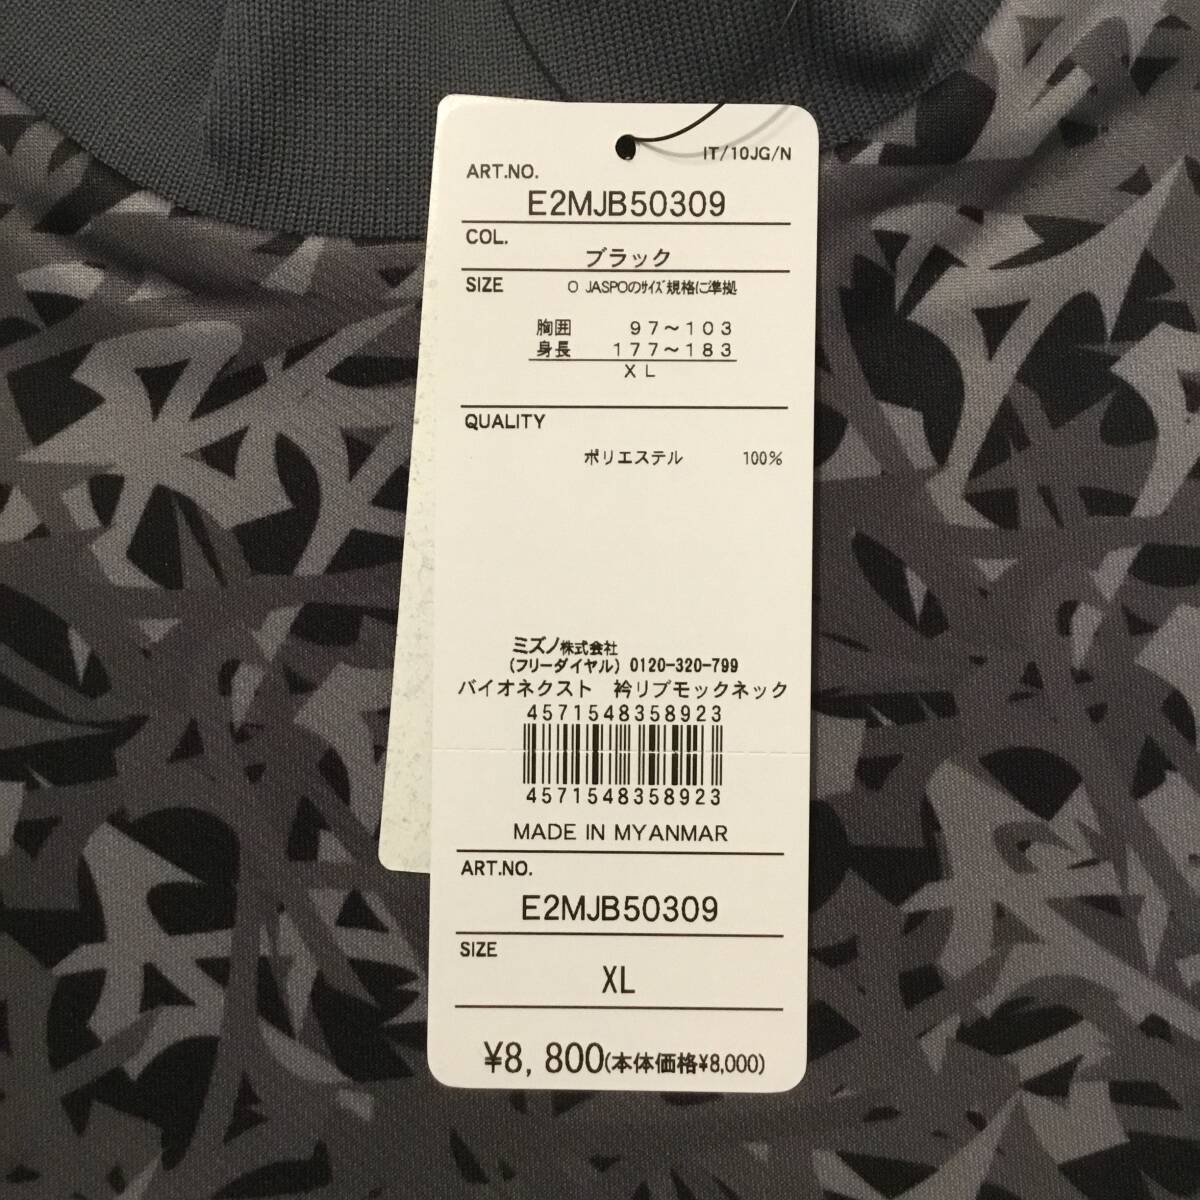 IT/10JG/N
ART.NO.
E2MJB50309
COL.
ブラック
SIZE O JASPOのサイズ規格に準拠
胸囲 97～103
身長 177～183
XL
QUALITY
ポリエステル 100%
ミズノ株式会社
(フリーダイヤル) 0120-320-799
バイオネクスト 衿リブモックネック
4571548358923
4571548358923
MADE IN MYANMAR
ART.NO.
E2MJB50309
SIZE
XL
¥8,800(本体価格¥8,000)